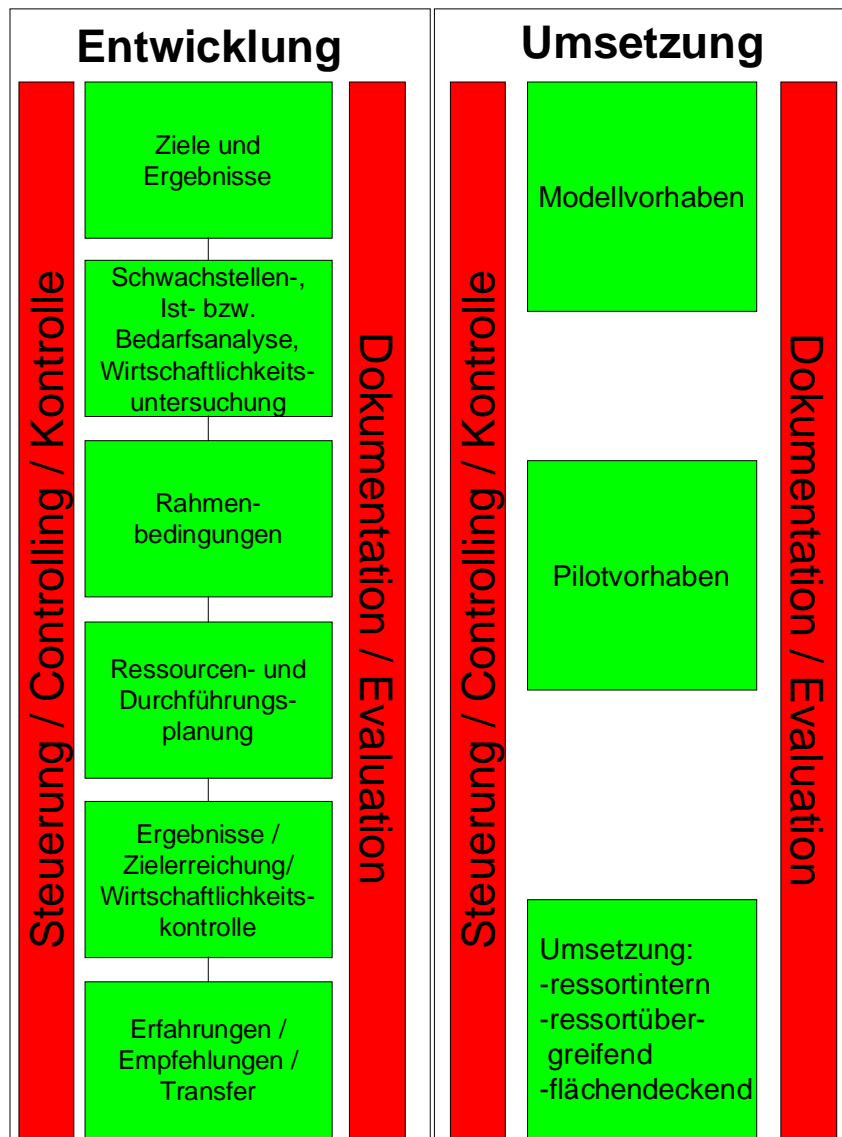 Entwicklung
Steuerung / Controlling / Kontrolle
Ziele und
Ergebnisse
Schwachstellen-,
Ist- bzw.
Bedarfsanalyse,
Wirtschaftlichkeits-
untersuchung
Rahmen-
bedingungen
Ressourcen- und
Durchführungs-
planung
Ergebnisse /
Zielerreichung/
Wirtschaftlichkeits-
kontrolle
Erfahrungen /
Empfehlungen /
Transfer
Dokumentation / Evaluation
Umsetzung
Steuerung / Controlling / Kontrolle
Modellvorhaben
Pilotvorhaben
Umsetzung:
-ressortintern
-ressortüber-
greifend
-flächendeckend
Dokumentation / Evaluation